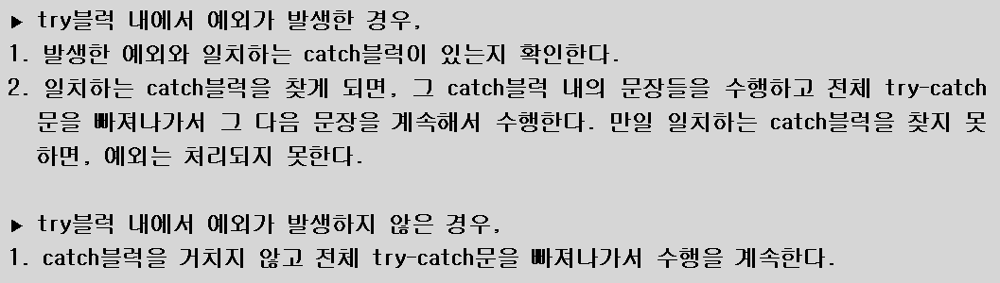 ▶ try블럭 내에서 예외가 발생한 경우,
1. 발생한 예외와 일치하는 catch블럭이 있는지 확인한다.
2. 일치하는 catch블럭을 찾게 되면, 그 catch블럭 내의 문장들을 수행하고 전체 try-catch
문을 빠져나가서 그 다음 문장을 계속해서 수행한다. 만일 일치하는 catch블럭을 찾지 못
하면, 예외는 처리되지 못한다.
▶ try블럭 내에서 예외가 발생하지 않은 경우,
1. catch블럭을 거치지 않고 전체 try-catch문을 빠져나가서 수행을 계속한다.